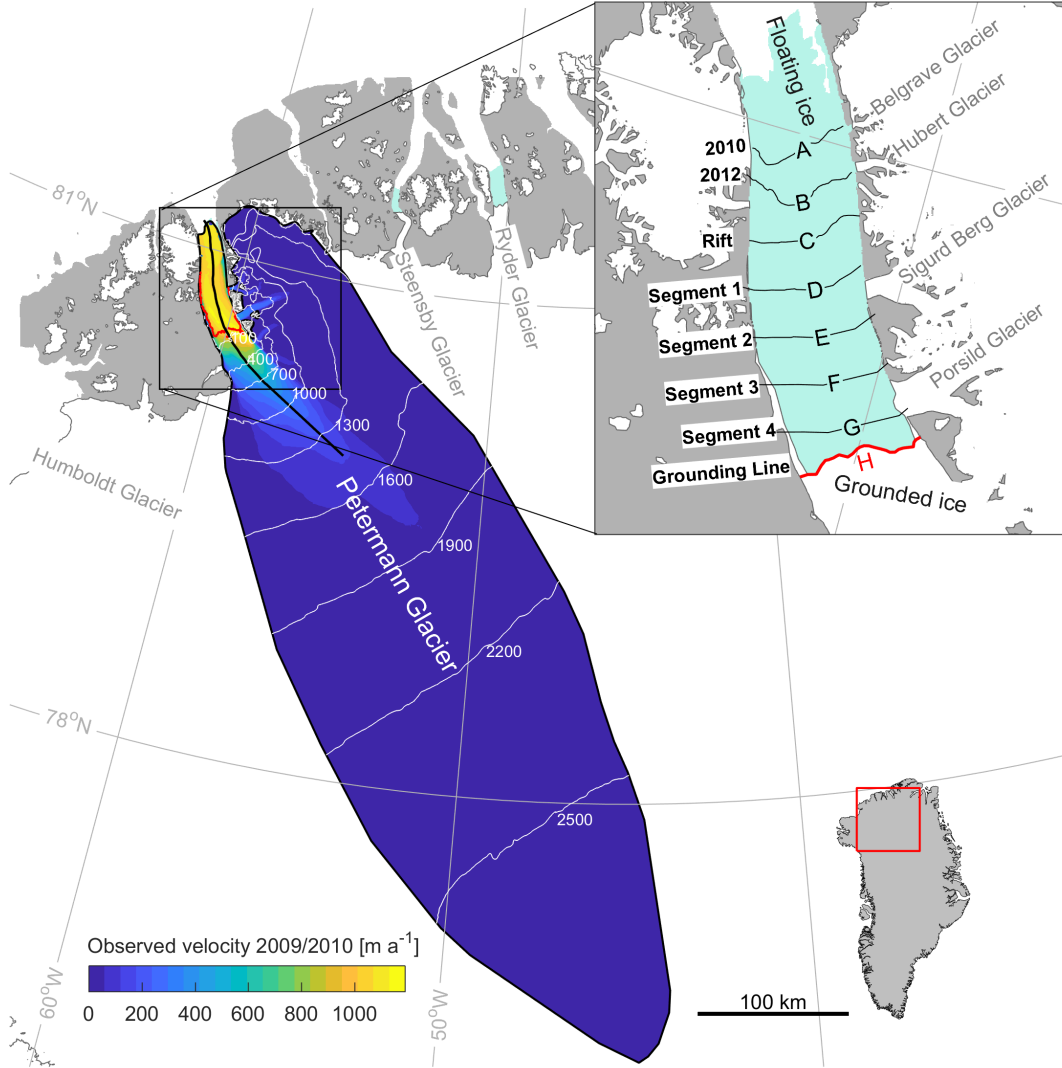 Floating ice
Belgrave Glacier
Hubert Glacier
2010
A
2012
B
Rift
C
Sigurd Berg Glacier
Segment 1
D
Segment 2
E
Porsild Glacier
Segment 3
F
Segment 4
G
Grounding Line
H
Grounded ice
81°N
Steensby Glacier
Ryder Glacier
100
400
700
1000
1300
1600
1900
2200
2500
Humboldt Glacier
Petermann Glacier
78°N
Observed velocity 2009/2010 [m a⁻¹]
0 200 400 600 800 1000
60°W
50°W
100 km